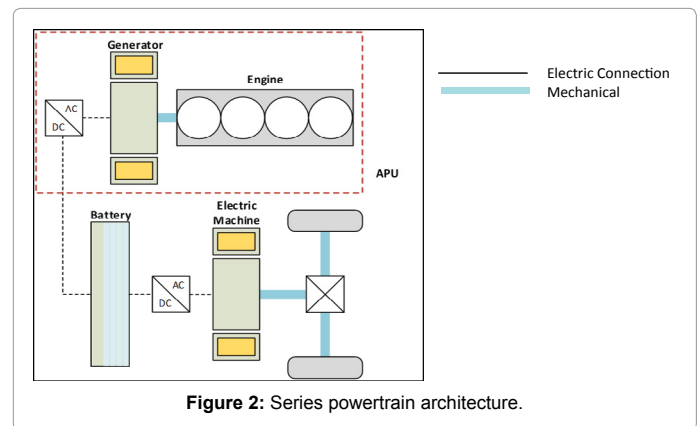 Generator
Engine
AC
DC
APU
Battery
Electric
Machine
AC
DC
Electric Connection
Mechanical
Figure 2: Series powertrain architecture.